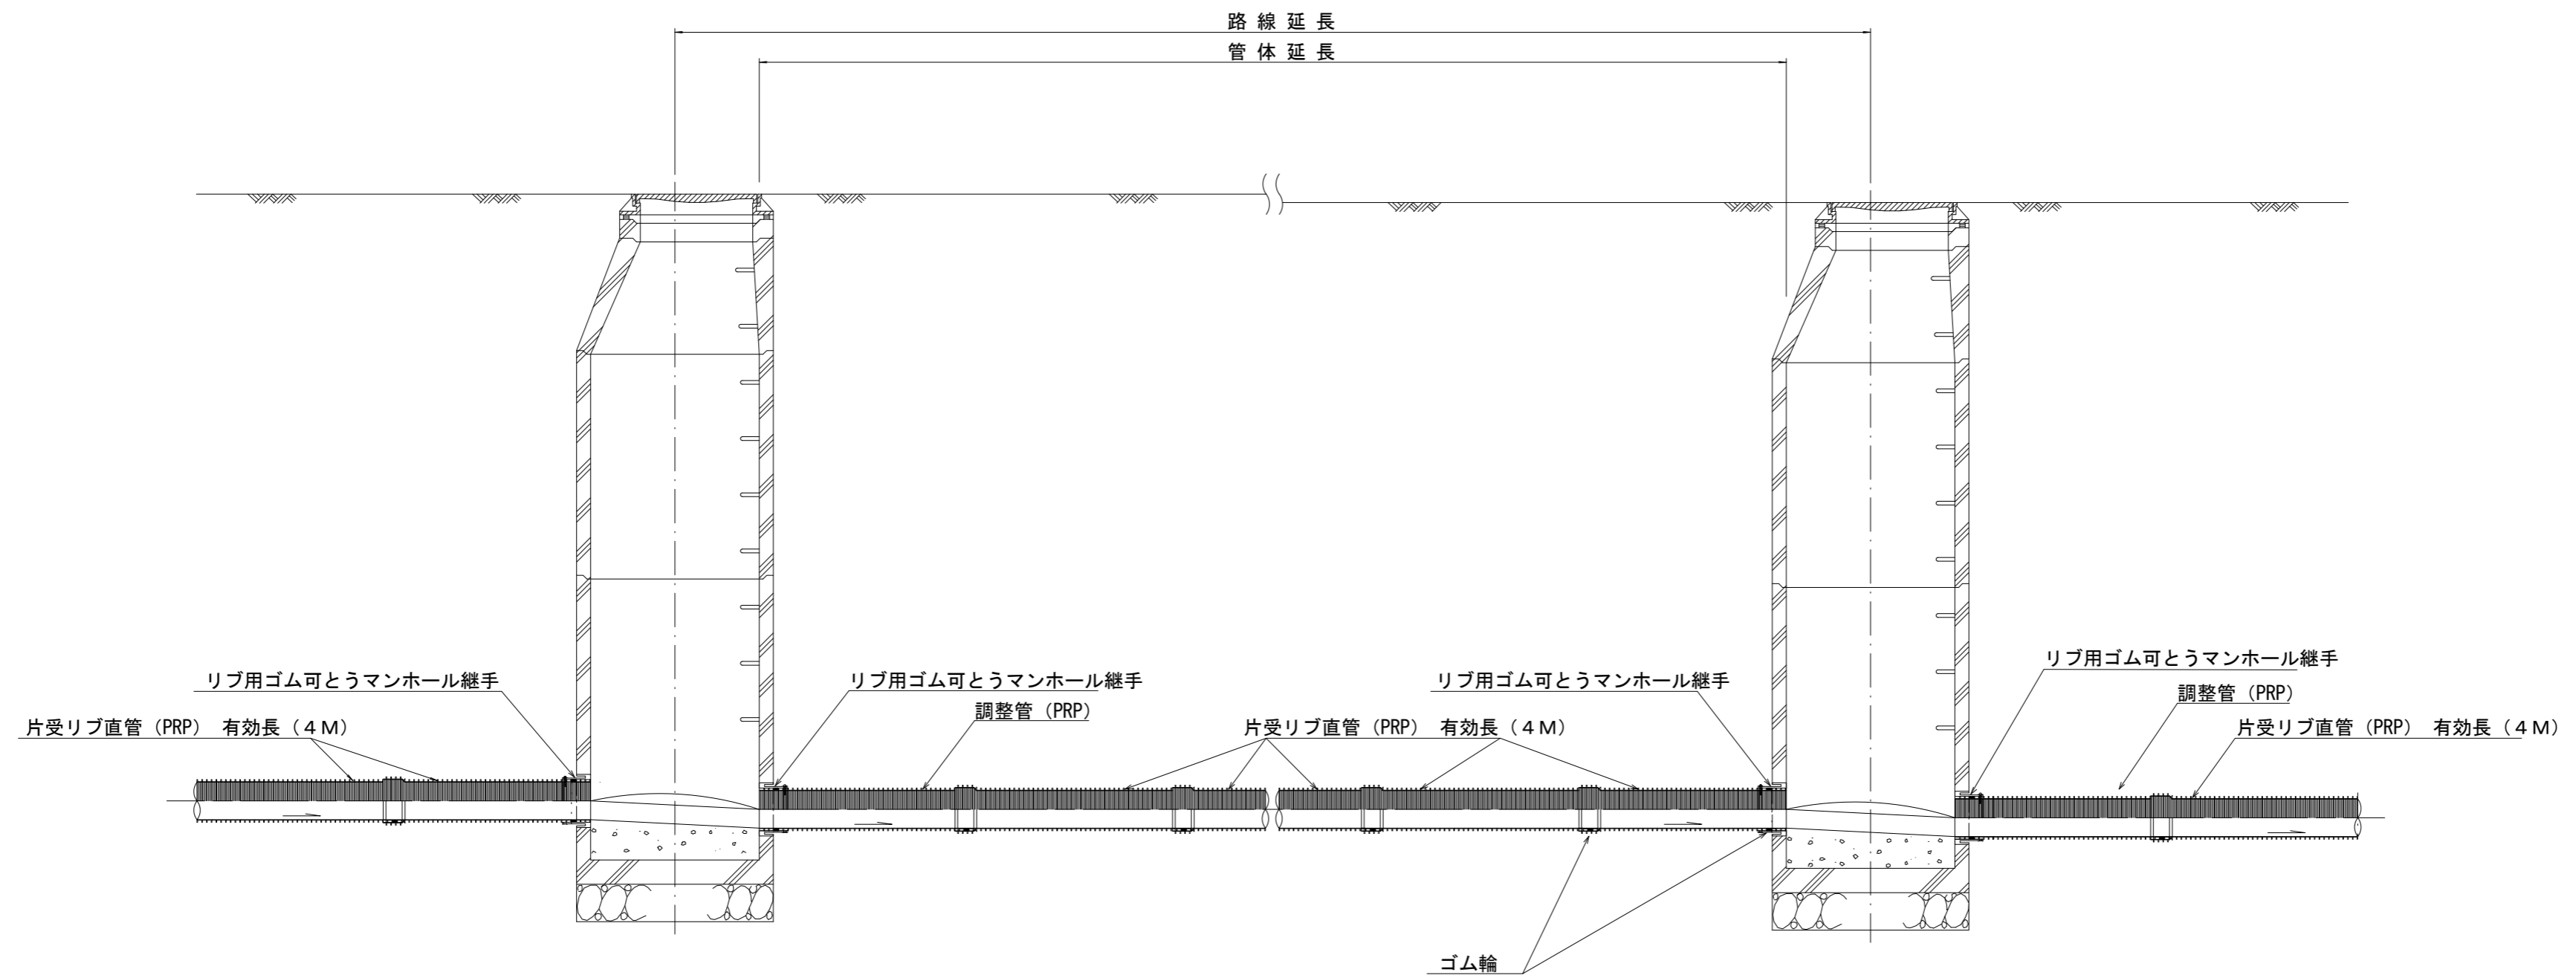 路 線 延 長
管 体 延 長
リブ用ゴム可とうマンホール継手
片受リブ直管（PRP）　有効長（４Ｍ）
リブ用ゴム可とうマンホール継手
調整管（PRP）
リブ用ゴム可とうマンホール継手
片受リブ直管（PRP）　有効長（４Ｍ）
リブ用ゴム可とうマンホール継手
調整管（PRP）
片受リブ直管（PRP）　有効長（４Ｍ）
ゴム輪